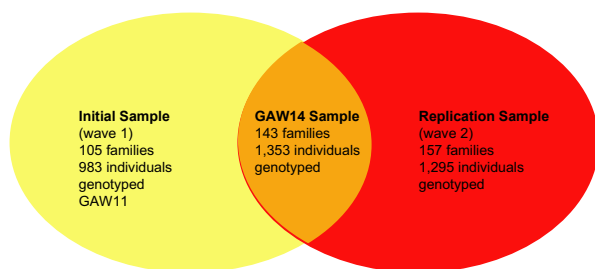 Initial Sample
(wave 1)
105 families
983 individuals
genotyped
GAW11
GAW14 Sample
143 families
1,353 individuals
genotyped
Replication Sample
(wave 2)
157 families
1,295 individuals
genotyped